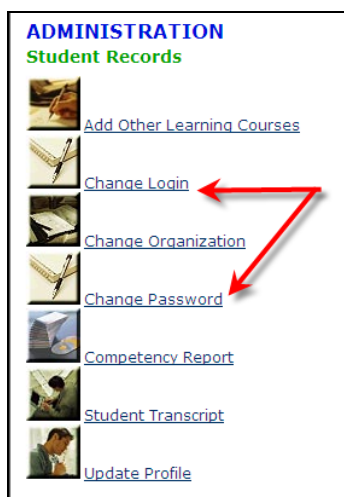 ADMINISTRATION
Student Records
Add Other Learning Courses
Change Login
Change Organization
Change Password
Competency Report
Student Transcript
Update Profile